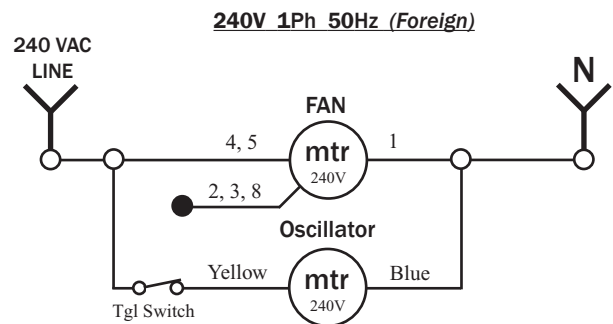 240V 1Ph 50Hz (Foreign)
240 VAC
LINE
N
FAN
4, 5
mtr
240V
1
2, 3, 8
Oscillator
Yellow
mtr
240V
Blue
Tgl Switch